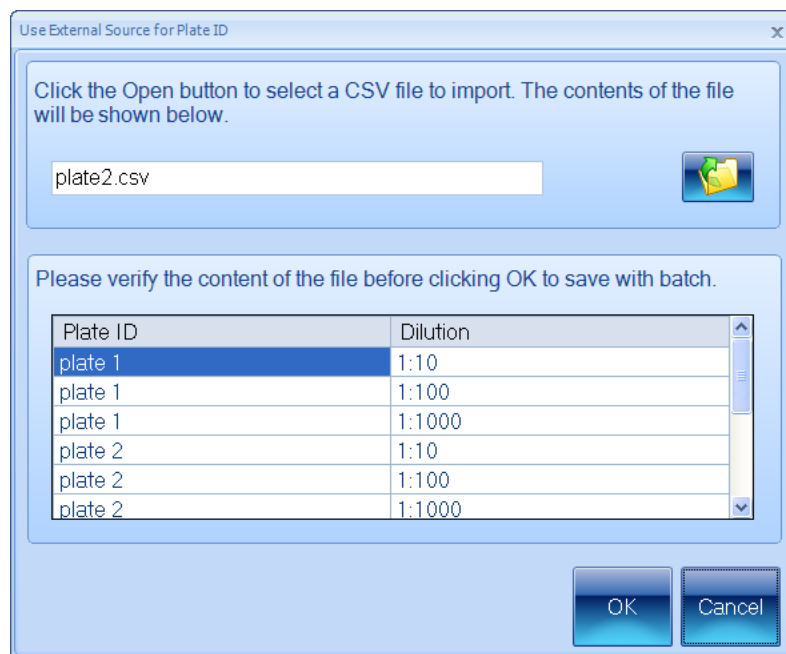 Use External Source for Plate ID
x
Click the Open button to select a CSV file to import. The contents of the file
will be shown below.
plate2.csv
Please verify the content of the file before clicking OK to save with batch.
Plate ID Dilution
plate 1 1:10
plate 1 1:100
plate 1 1:1000
plate 2 1:10
plate 2 1:100
plate 2 1:1000
OK Cancel